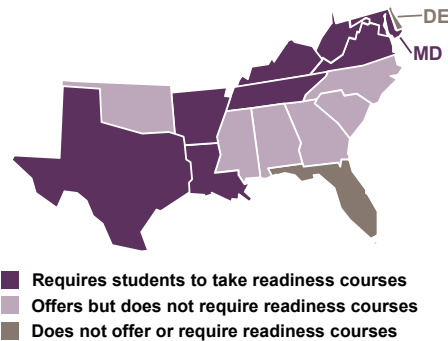 DE
MD
Requires students to take readiness courses
Offers but does not require readiness courses
Does not offer or require readiness courses